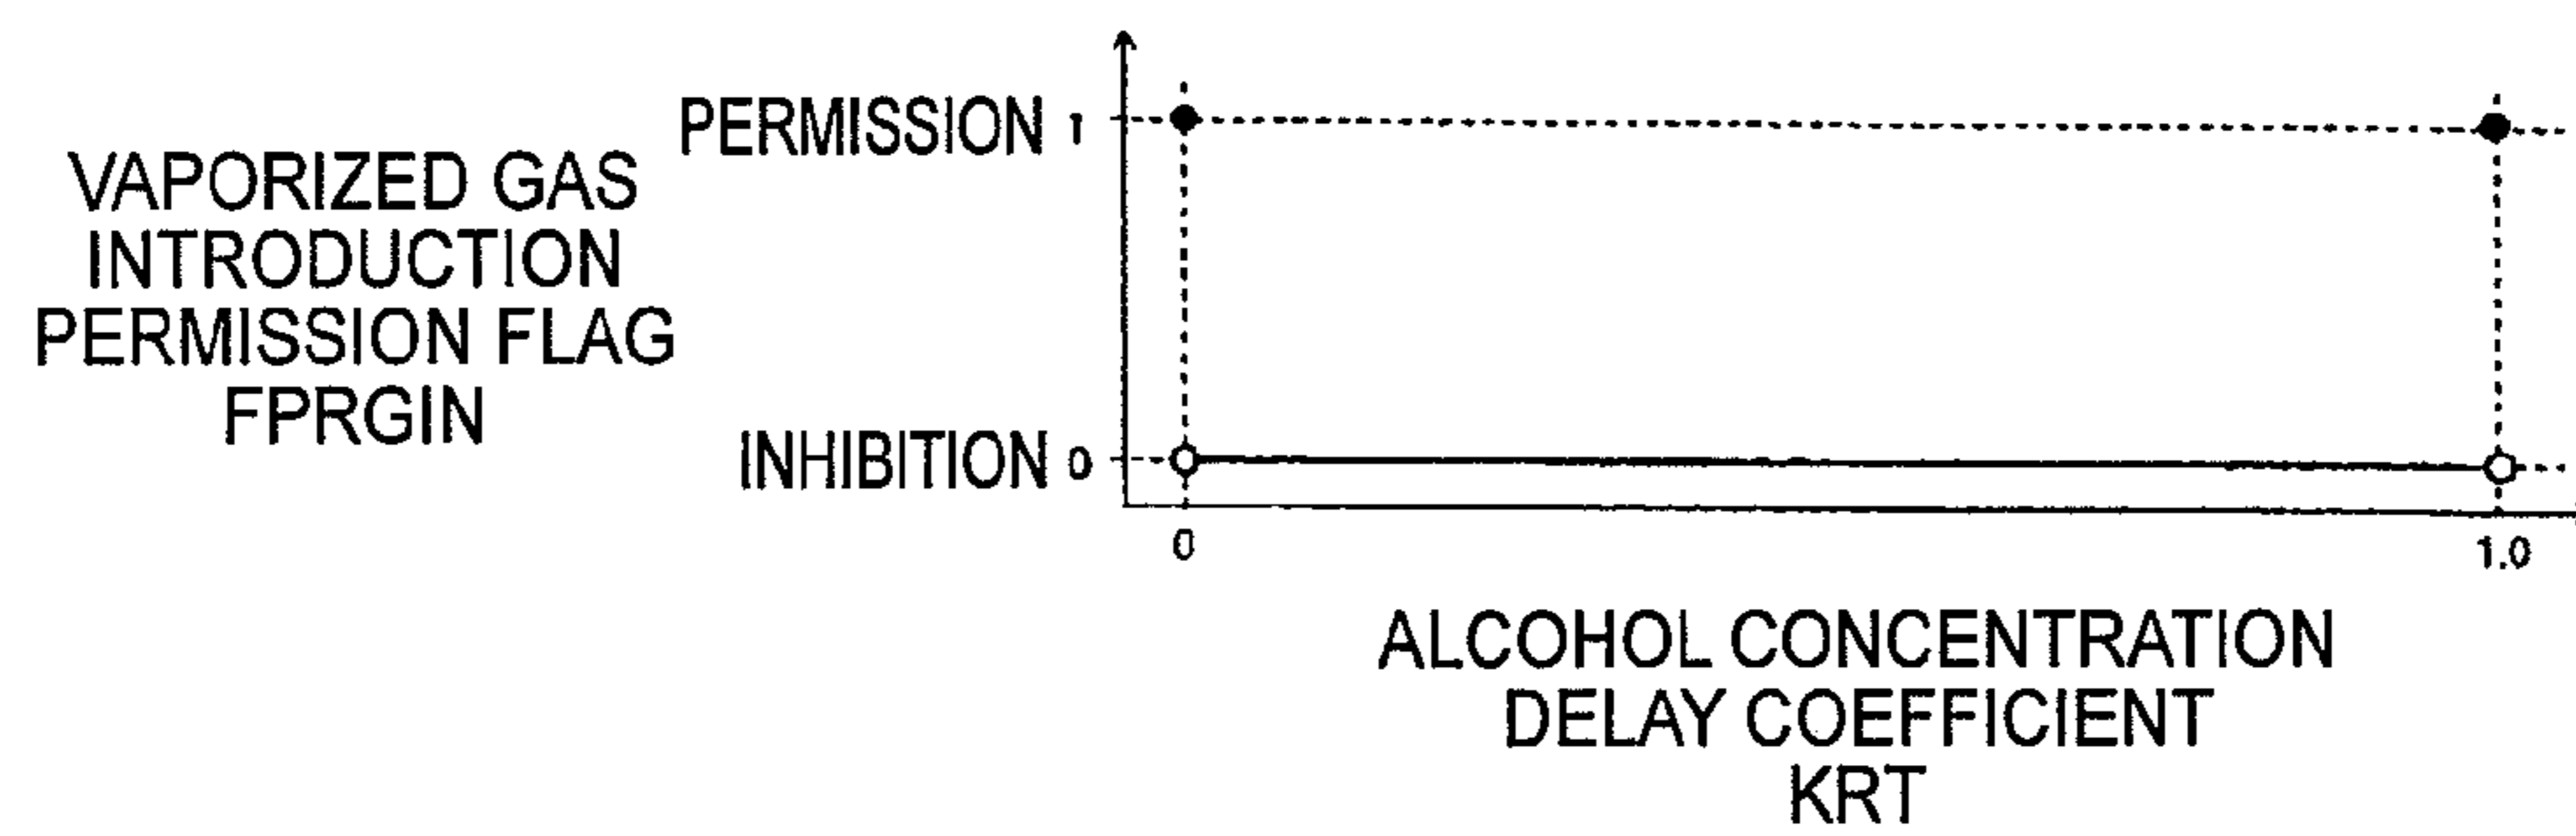 VAPORIZED GAS
INTRODUCTION
PERMISSION FLAG
FPRGIN
PERMISSION 1
INHIBITION 0
0
1.0
ALCOHOL CONCENTRATION
DELAY COEFFICIENT
KRT